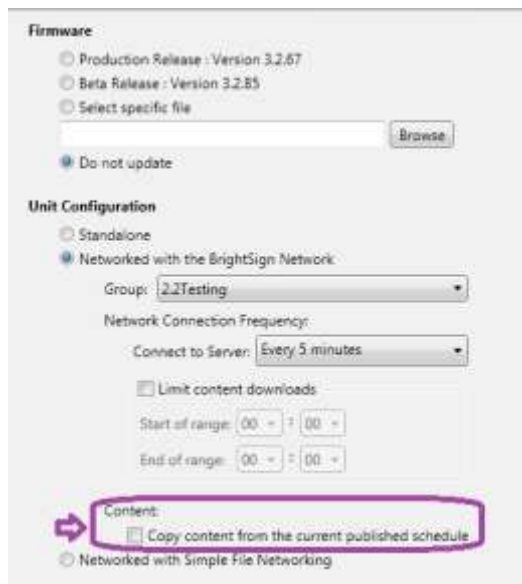 Firmware
Production Release : Version 3.2.67
Beta Release : Version 3.2.85
Select specific file
Browse
Do not update
Unit Configuration
Standalone
Networked with the BrightSign Network
Group: 2.2Testing
Network Connection Frequency:
Connect to Server: Every 5 minutes
Limit content downloads
Start of range: 00 : 00
End of range: 00 : 00
Content:
Copy content from the current published schedule
Networked with Simple File Networking